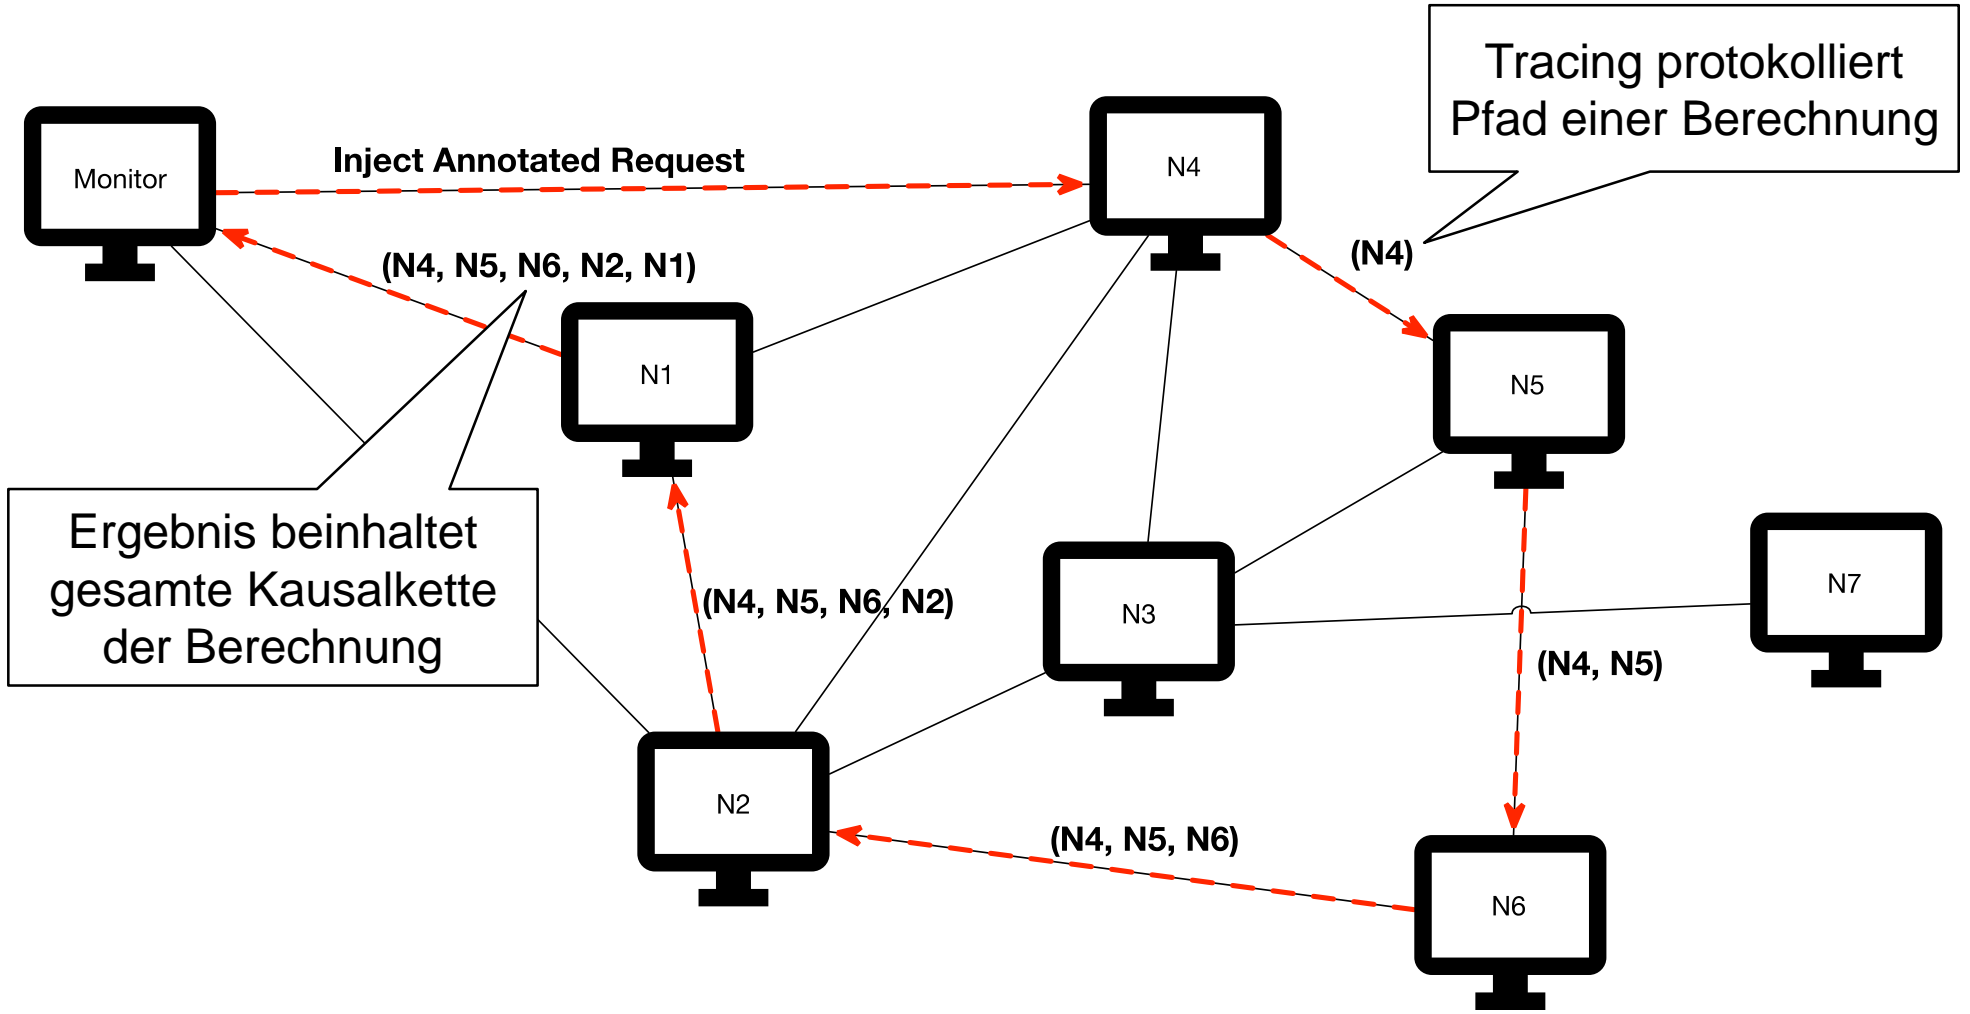 Tracing protokolliert
Pfad einer Berechnung
Inject Annotated Request
Monitor
N4
(N4)
(N4, N5, N6, N2, N1)
N1
N5
Ergebnis beinhaltet
gesamte Kausalkette
der Berechnung
(N4, N5, N6, N2)
N3
N7
(N4, N5)
N2
(N4, N5, N6)
N6